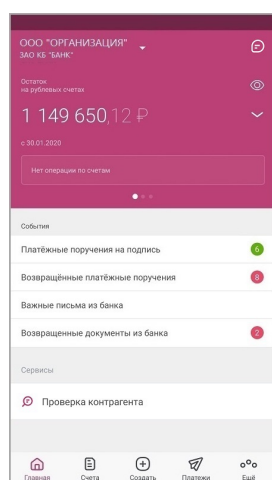 ООО "ОРГАНИЗАЦИЯ"
ЗАО КБ "БАНК"
Остаток
на рублевых счетах
1 149 650,12 ₽
с 30.01.2020
Нет операции по счетам
События
Платёжные поручения на подпись 6
Возвращённые платёжные поручения 8
Важные письма из банка
Возвращенные документы из банка 2
Сервисы
Проверка контрагента
Главная Счета Создать Платежи Ещё